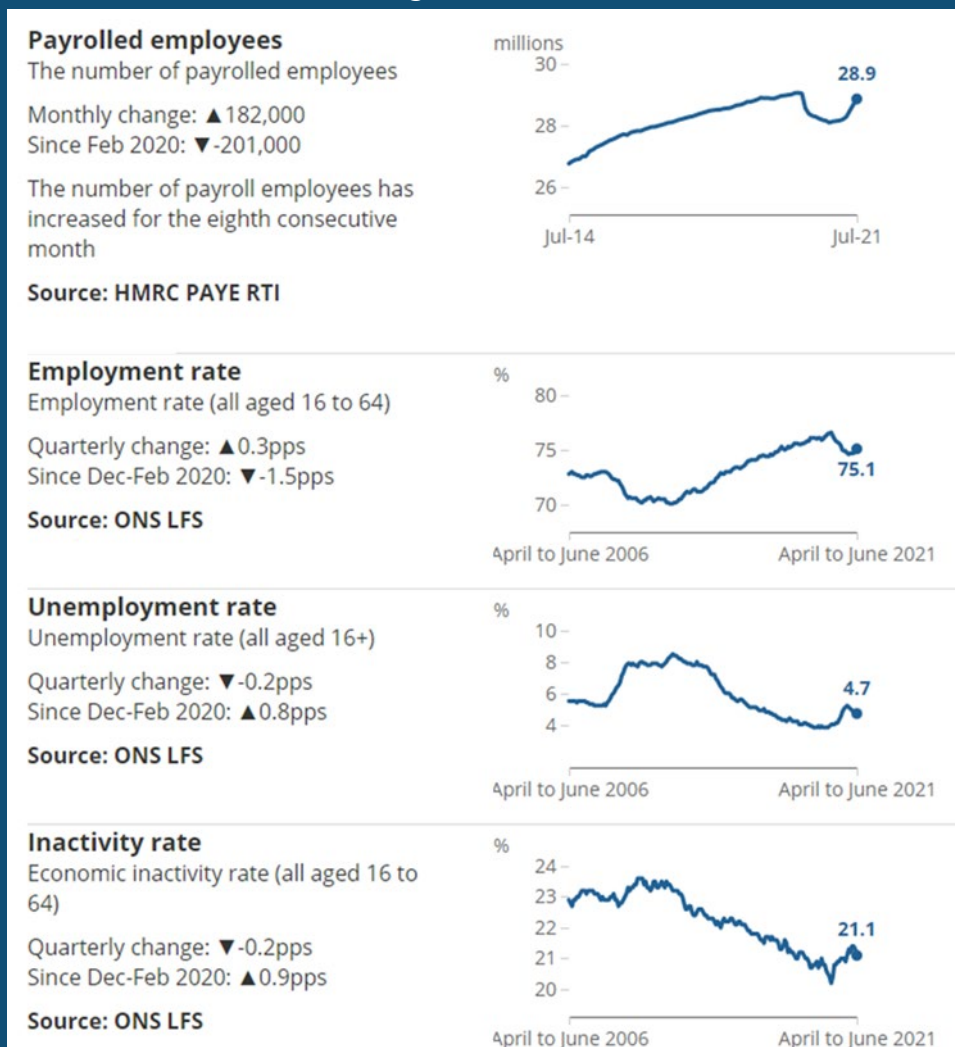 Payrolled employees
The number of payrolled employees
Monthly change: ▲182,000
Since Feb 2020: ▼-201,000
The number of payroll employees has
increased for the eighth consecutive
month
Source: HMRC PAYE RTI
millions
30
28
26
28.9
Jul-14
Jul-21
Employment rate
Employment rate (all aged 16 to 64)
Quarterly change: ▲0.3pps
Since Dec-Feb 2020: ▼-1.5pps
Source: ONS LFS
%
80
75
70
75.1
April to June 2006
April to June 2021
Unemployment rate
Unemployment rate (all aged 16+)
Quarterly change: ▼-0.2pps
Since Dec-Feb 2020: ▲0.8pps
Source: ONS LFS
%
10
8
6
4
4.7
April to June 2006
April to June 2021
Inactivity rate
Economic inactivity rate (all aged 16 to
64)
Quarterly change: ▼-0.2pps
Since Dec-Feb 2020: ▲0.9pps
Source: ONS LFS
%
24
23
22
21
20
21.1
April to June 2006
April to June 2021